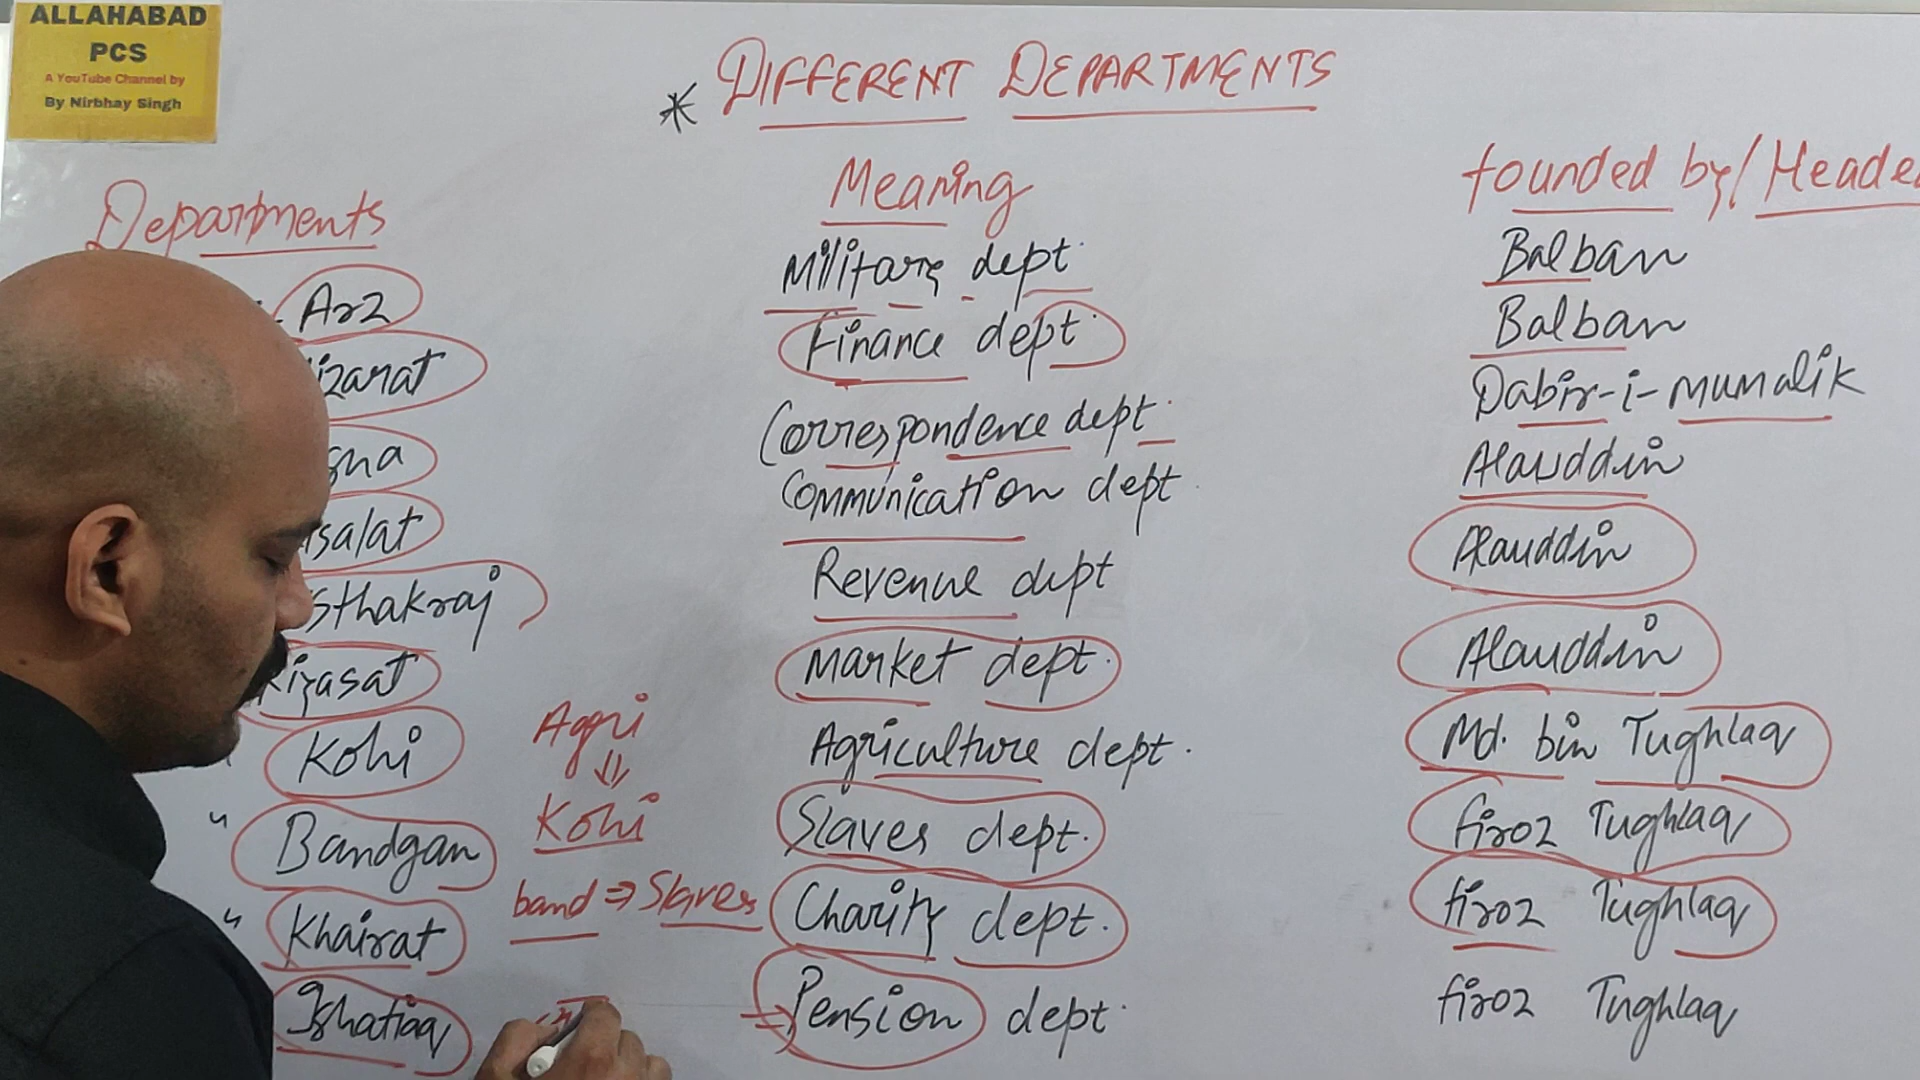 ALLAHABAD
PCS
A YouTube Channel by
By Nirbhay Singh
* DIFFERENT DEPARTMENTS
Departments Meaning founded by/Heade
Arz Military dept. Balban
izarat Finance dept. Balban
sha Correspondence dept. Dabir-i-mumalik
salat Communication dept. Alauddin
sthakraj Revenue dept Alauddin
Riyasat Market dept. Alauddin
Kohi Agri Agriculture dept. Md. bin Tughlaq
⇓
Kohi
" Bandgan Slaves dept. firoz Tughlaq
band ⇒ Slaves
" Khairat Charity dept. firoz Tughlaq
Ishatiaq ⇒ Pension dept. firoz Tughlaq